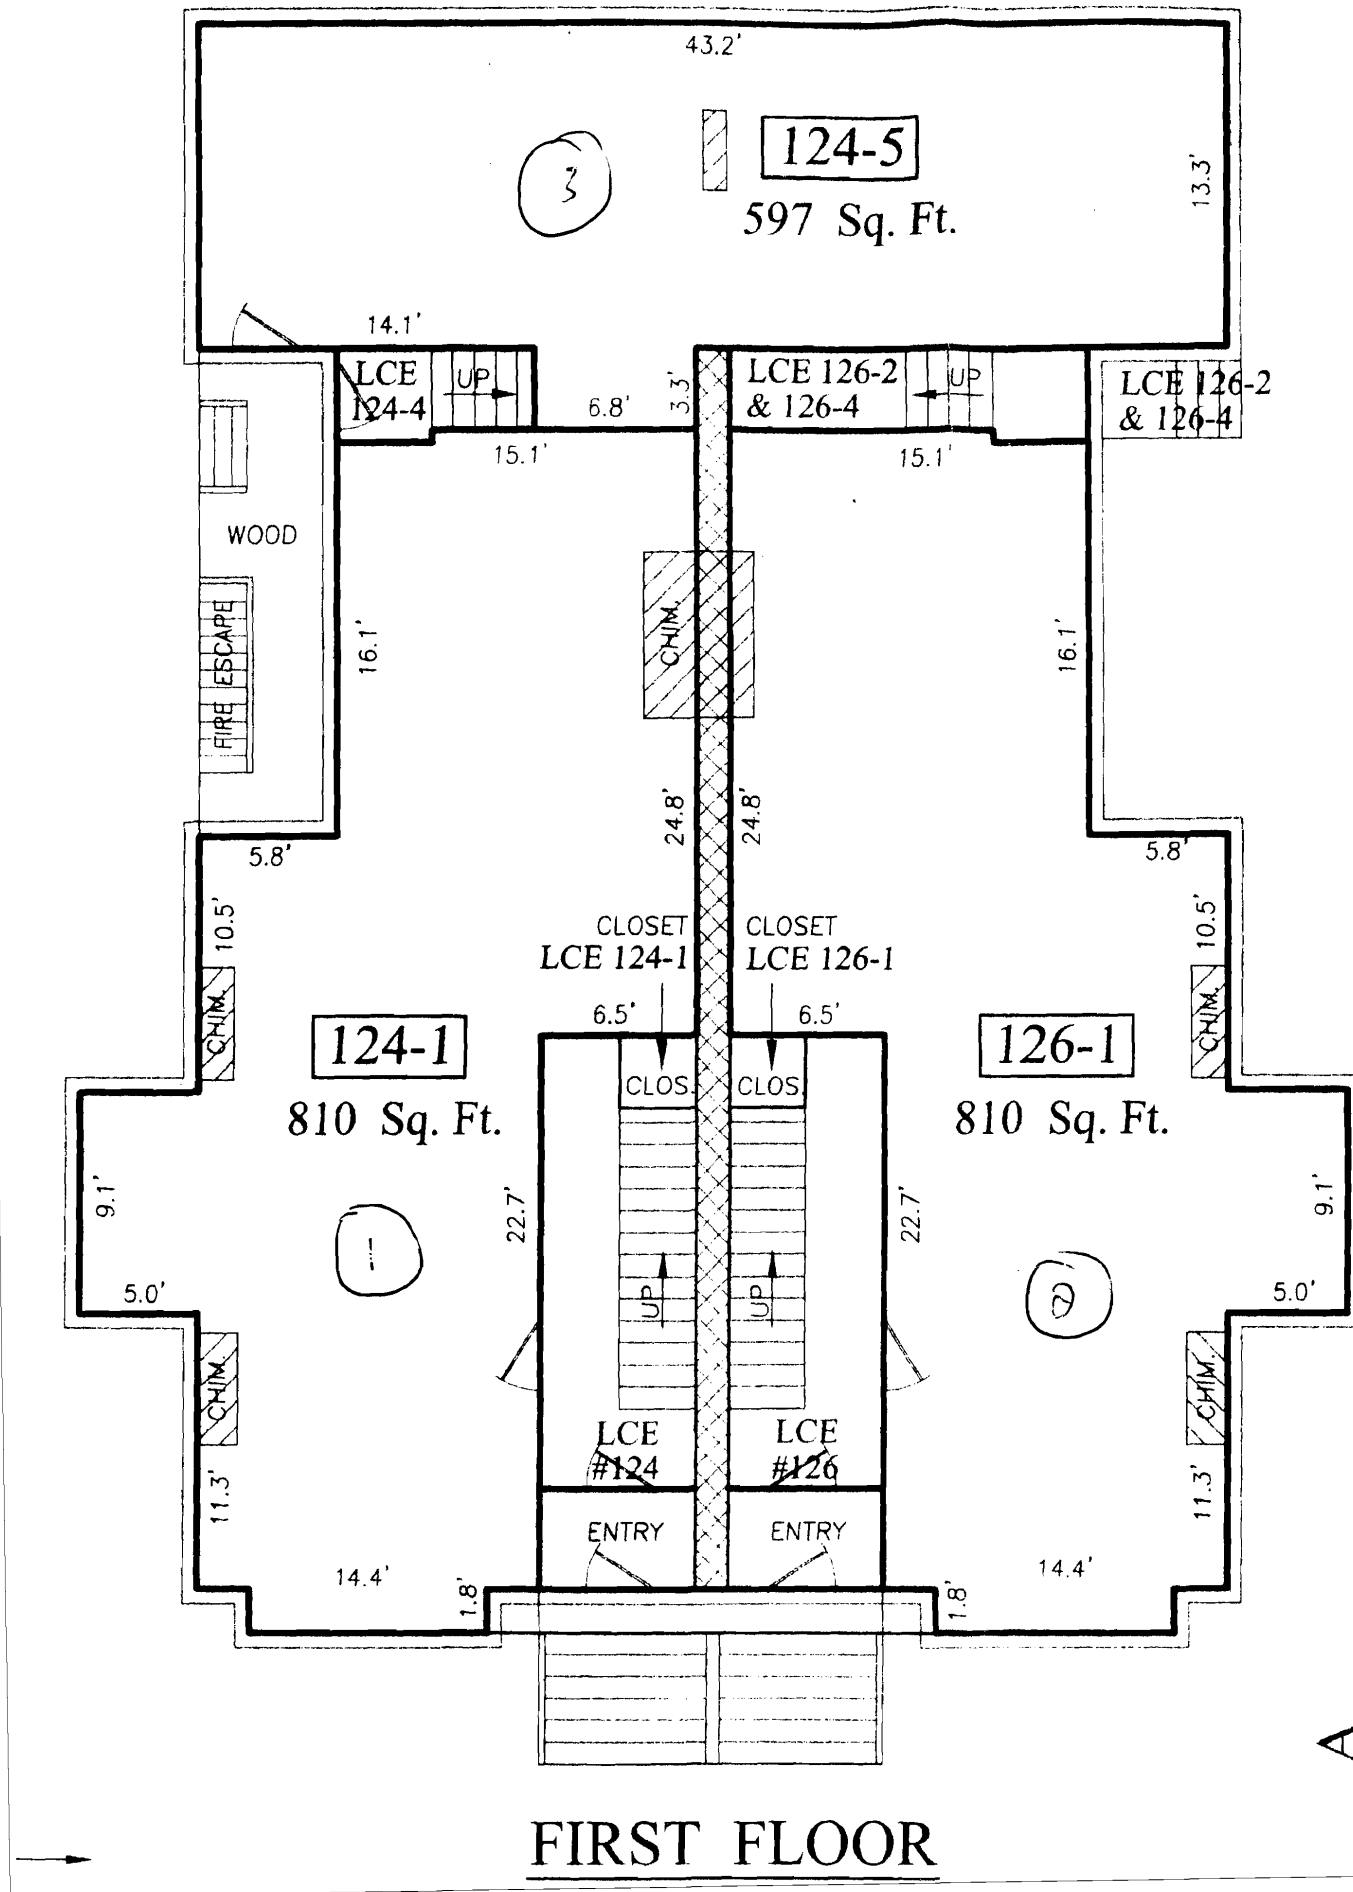 43.2'
124-5
3
597 Sq. Ft.
13.3'
14.1'
LCE
124-4
UP
6.8'
3.3'
LCE 126-2
& 126-4
UP
LCE 126-2
& 126-4
15.1'
15.1'
WOOD
FIRE ESCAPE
16.1'
CHIM.
16.1'
24.8'
24.8'
5.8'
5.8'
10.5'
CLOSET
LCE 124-1
CLOSET
LCE 126-1
10.5'
6.5'
6.5'
CHIM.
124-1
810 Sq. Ft.
CLOS.
CLOS.
126-1
810 Sq. Ft.
CHIM.
9.1'
22.7'
22.7'
9.1'
1
2
5.0'
UP
UP
5.0'
CHIM.
CHIM.
LCE
#124
LCE
#126
11.3'
11.3'
ENTRY
ENTRY
14.4'
1.8'
1.8'
14.4'
A
FIRST FLOOR